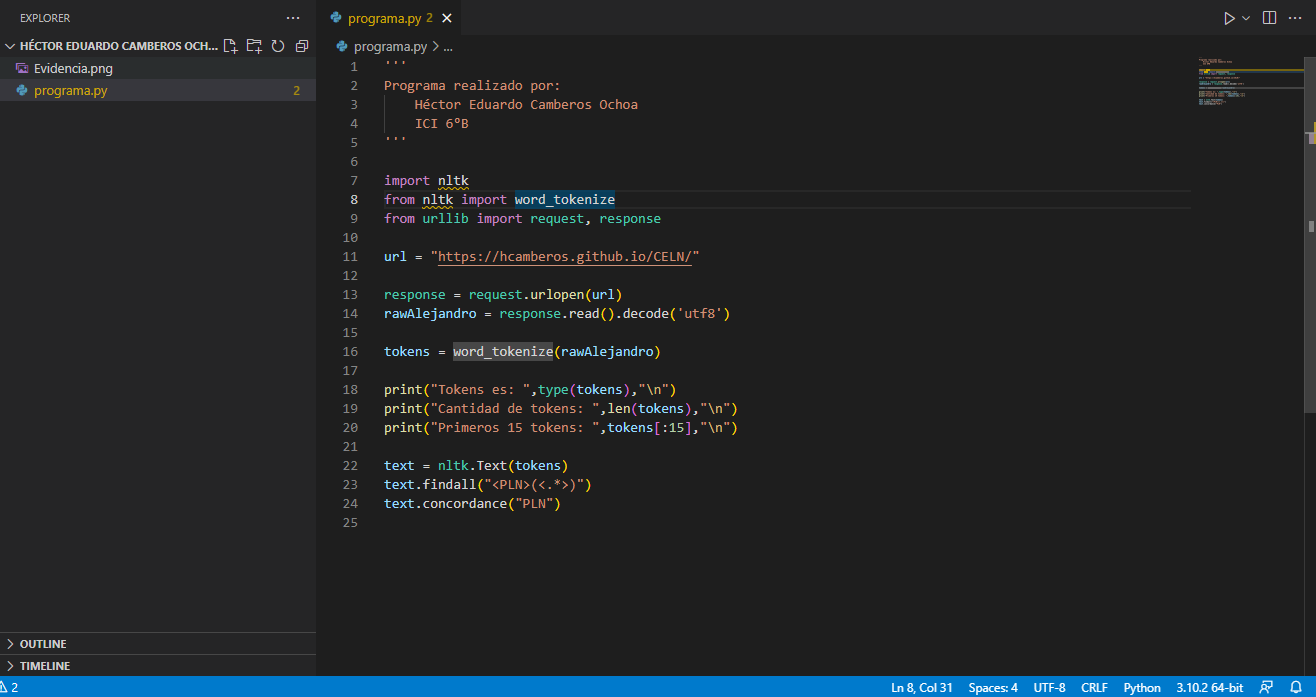 EXPLORER
HÉCTOR EDUARDO CAMBEROS OCH...
Evidencia.png
programa.py 2
OUTLINE
TIMELINE
programa.py 2
programa.py > ...
1 '''
2 Programa realizado por:
3     Héctor Eduardo Camberos Ochoa
4     ICI 6°B
5 '''
6
7 import nltk
8 from nltk import word_tokenize
9 from urllib import request, response
10
11 url = "https://hcamberos.github.io/CELN/"
12
13 response = request.urlopen(url)
14 rawAlejandro = response.read().decode('utf8')
15
16 tokens = word_tokenize(rawAlejandro)
17
18 print("Tokens es: ",type(tokens),"\n")
19 print("Cantidad de tokens: ",len(tokens),"\n")
20 print("Primeros 15 tokens: ",tokens[:15],"\n")
21
22 text = nltk.Text(tokens)
23 text.findall("<PLN>(<.*>)")
24 text.concordance("PLN")
25
2 Ln 8, Col 31 Spaces: 4 UTF-8 CRLF Python 3.10.2 64-bit